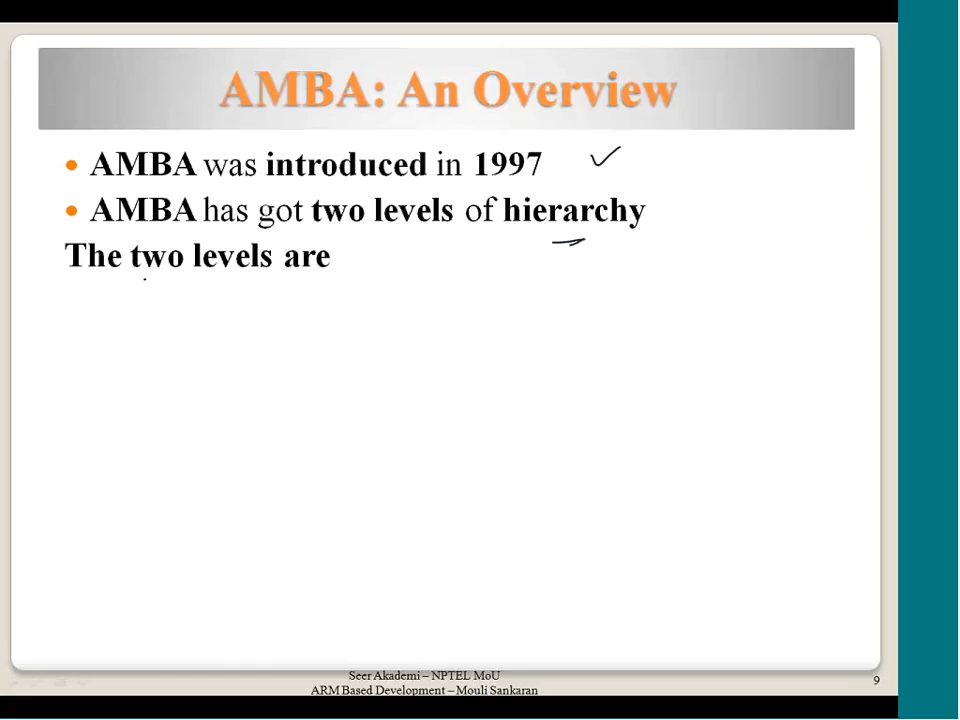 AMBA: An Overview
AMBA was introduced in 1997
AMBA has got two levels of hierarchy
The two levels are
Seer Akademi – NPTEL MoU
ARM Based Development – Mouli Sankaran
9